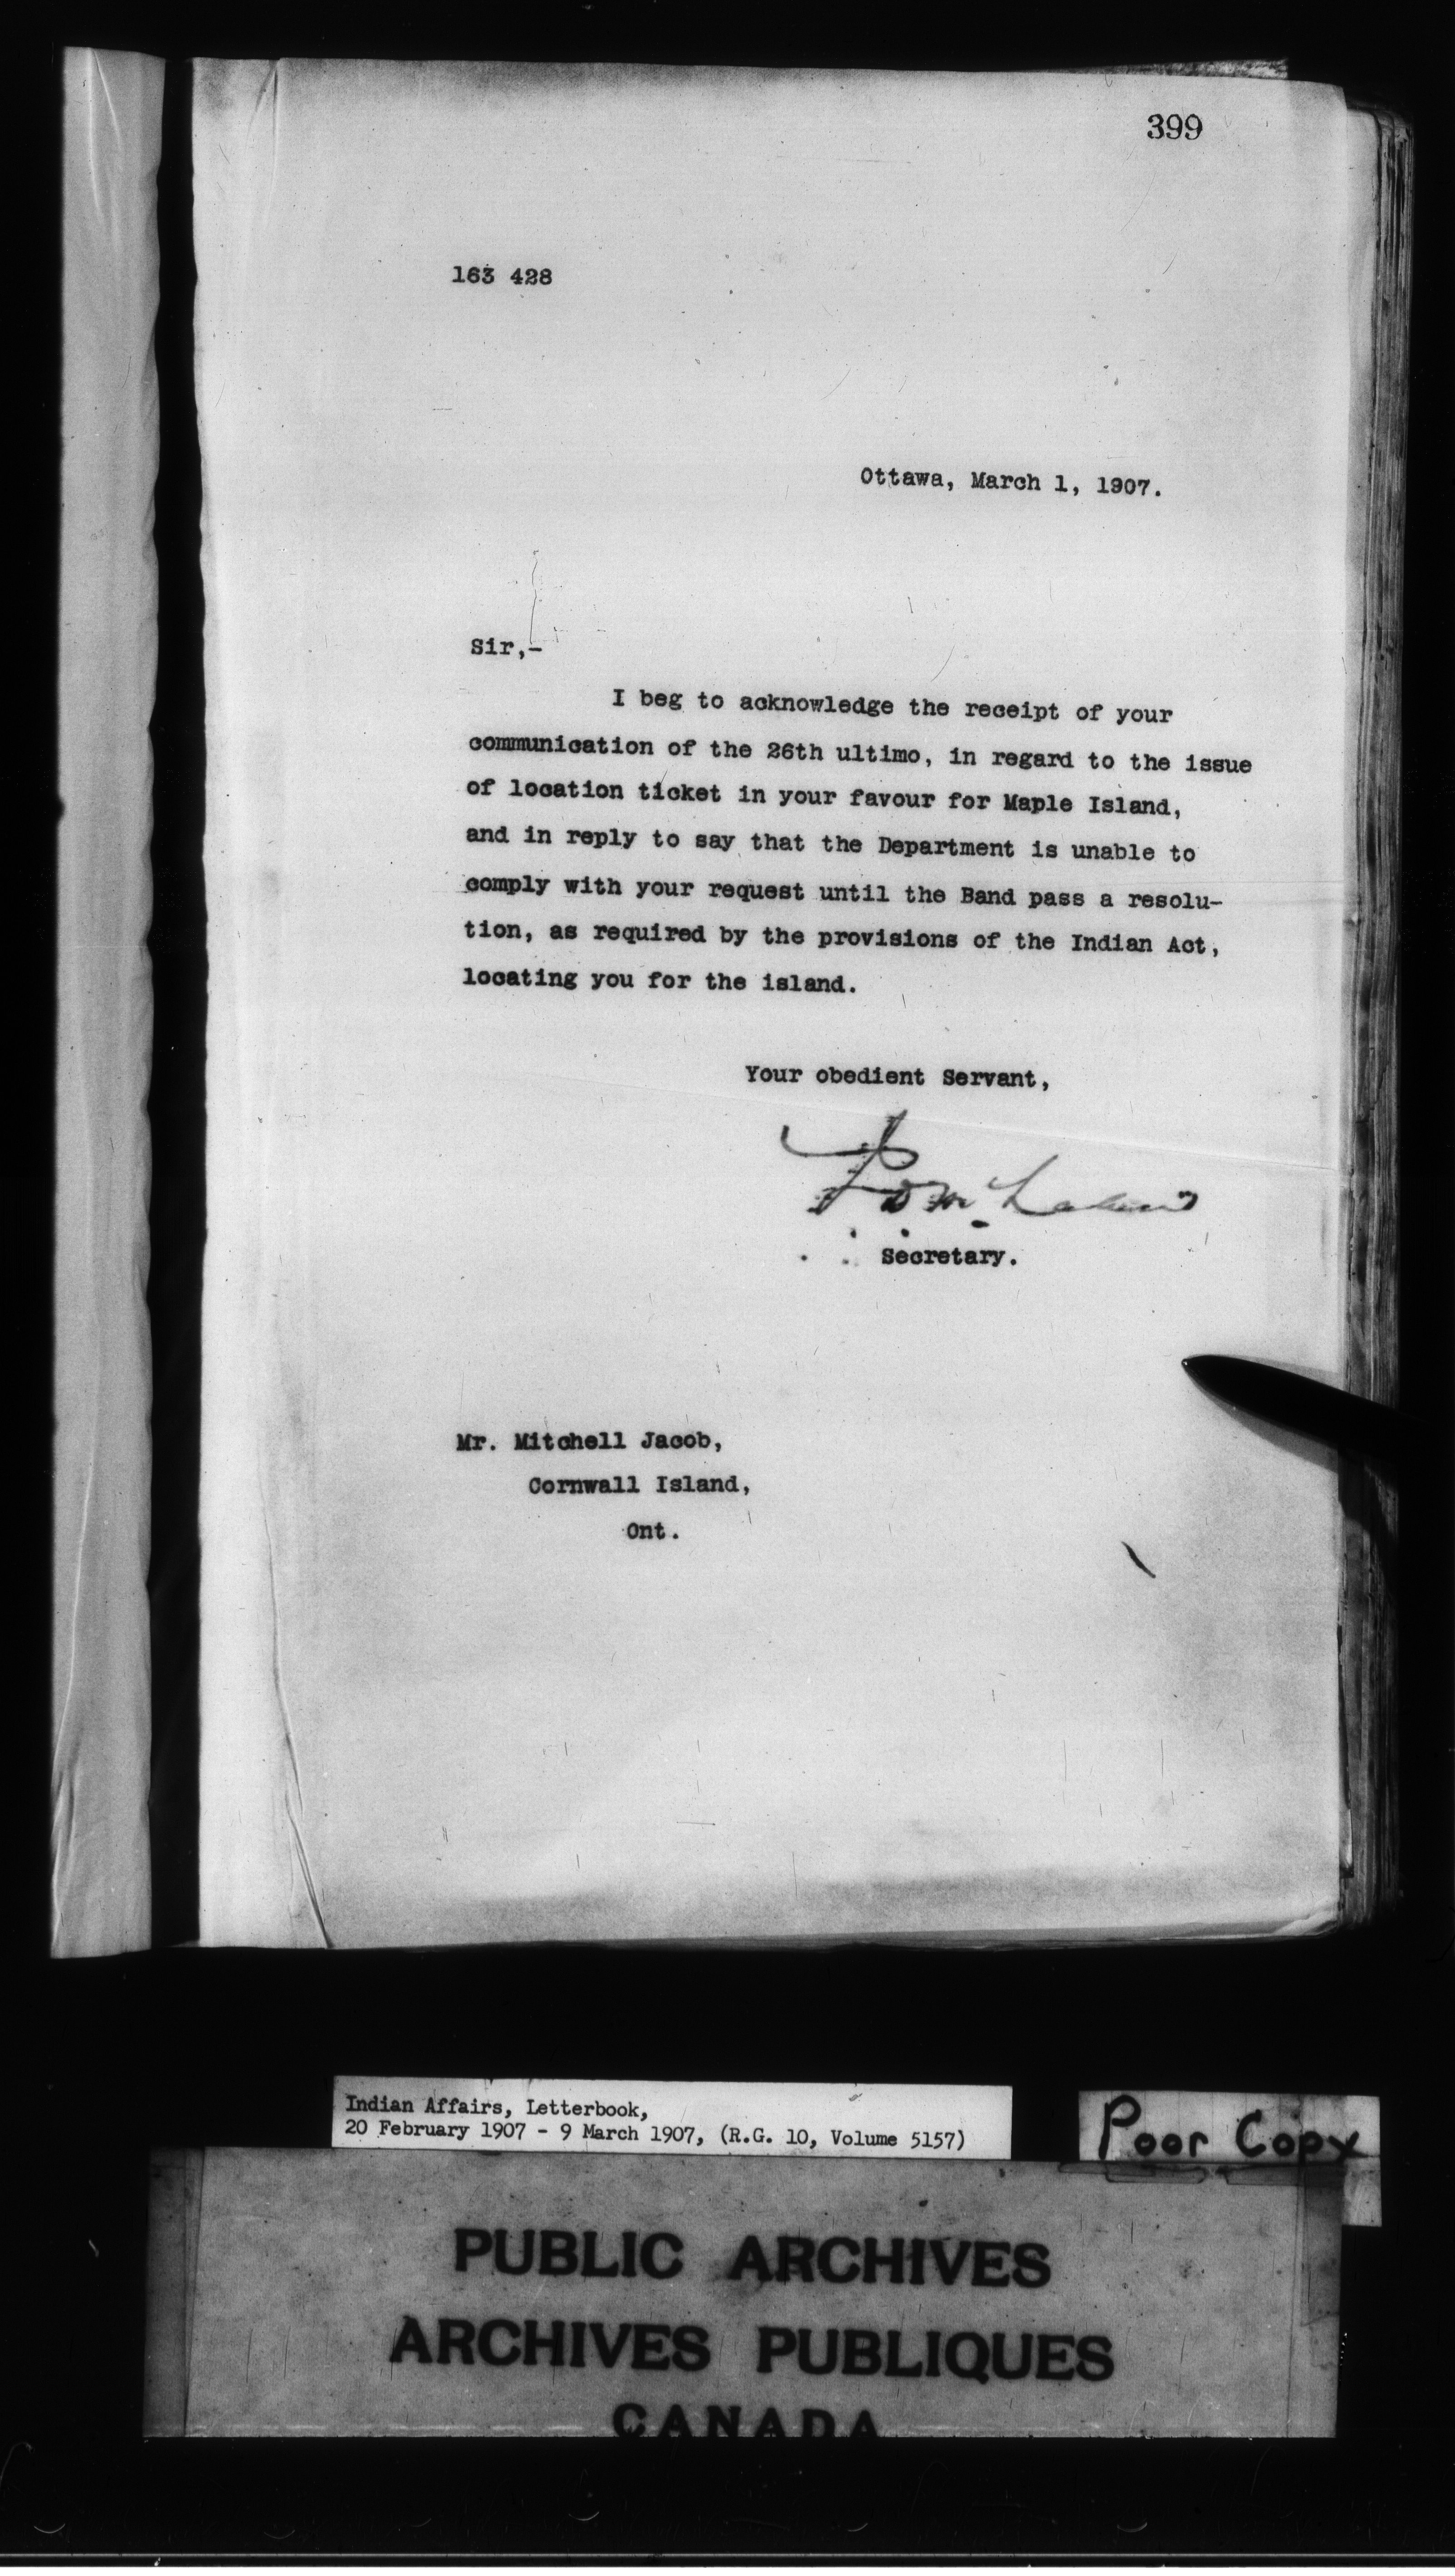 399
163 428
Ottawa, March 1, 1907.
Sir,-
I beg to acknowledge the receipt of your
communication of the 26th ultimo, in regard to the issue
of location ticket in your favour for Maple Island,
and in reply to say that the Department is unable to
comply with your request until the Band pass a resolu-
tion, as required by the provisions of the Indian Act,
locating you for the island.
Your obedient Servant,
Secretary.
Mr. Mitchell Jacob,
Cornwall Island,
Ont.
Indian Affairs, Letterbook,
20 February 1907 - 9 March 1907, (R.G. 10, Volume 5157)
Poor Copy
PUBLIC ARCHIVES
ARCHIVES PUBLIQUES
CANADA